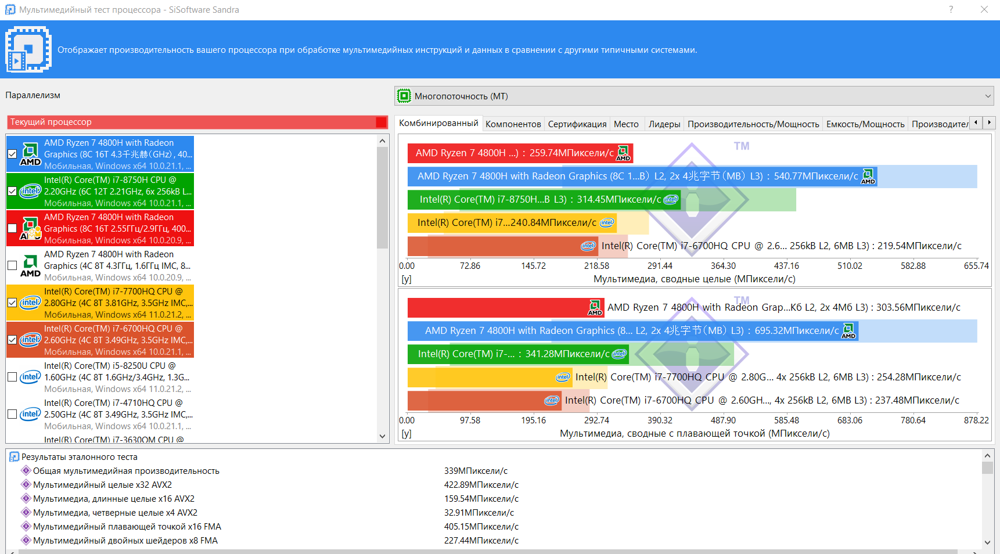 Мультимедийный тест процессора - SiSoftware Sandra
?
Отображает производительность вашего процессора при обработке мультимедийных инструкций и данных в сравнении с другими типичными системами.
Параллелизм
Многопоточность (МТ)
Текущий процессор
AMD Ryzen 7 4800H with Radeon
Graphics (8C 16T 4.3千兆赫(GHz), 40...
Мобильная, Windows x64 10.0.21.1, ...
Intel(R) Core(TM) i7-8750H CPU @
2.20GHz (6C 12T 2.21GHz, 6x 256kB L...
Мобильная, Windows x64 10.0.21.1, ...
AMD Ryzen 7 4800H with Radeon
Graphics (8C 16T 2.55ГГц/2.9ГГц, 400...
Мобильная, Windows x64 10.0.20.9, ...
AMD Ryzen 7 4800H with Radeon
Graphics (4C 8T 4.3ГГц, 1.6ГГц IMC, 8...
Мобильная, Windows x64 10.0.20.9, ...
Intel(R) Core(TM) i7-7700HQ CPU @
2.80GHz (4C 8T 3.81GHz, 3.5GHz IMC,...
Мобильная, Windows x64 11.0.21.2, ...
Intel(R) Core(TM) i7-6700HQ CPU @
2.60GHz (4C 8T 3.49GHz, 3.5GHz IMC,...
Мобильная, Windows x64 10.0.21.1, ...
Intel(R) Core(TM) i5-8250U CPU @
1.60GHz (4C 8T 1.6GHz/3.4GHz, 1.3G...
Мобильная, Windows x64 11.0.21.2, ...
Intel(R) Core(TM) i7-4710HQ CPU @
2.50GHz (4C 8T 3.49GHz, 3.5GHz IMC,...
Мобильная, Windows x64 10.0.21.1, ...
Intel(R) Core(TM) i7-3630QM CPU @
Комбинированный Компоненты Сертификация Место Лидеры Производительность/Мощность Емкость/Мощность Производител
AMD Ryzen 7 4800H ...) : 259.74МПиксели/с AMD
AMD Ryzen 7 4800H with Radeon Graphics (8C 1...B) L2, 2x 4兆字节(MB) L3) : 540.77МПиксели/с AMD
Intel(R) Core(TM) i7-8750H...B L3) : 314.45МПиксели/с intel
Intel(R) Core(TM) i7...240.84МПиксели/с intel
intel Intel(R) Core(TM) i7-6700HQ CPU @ 2.6... 256kB L2, 6MB L3) : 219.54МПиксели/с
TM
0.00 72.86 145.72 218.58 291.44 364.30 437.16 510.02 582.88 655.74
[y] Мультимедиа, сводные целые (МПиксели/с)
TM
AMD AMD Ryzen 7 4800H with Radeon Grap...Кб L2, 2x 4Мб L3) : 303.56МПиксели/с
AMD Ryzen 7 4800H with Radeon Graphics (8... L2, 2x 4兆字节(MB) L3) : 695.32МПиксели/с AMD
Intel(R) Core(TM) i7-... : 341.28МПиксели/с intel
intel Intel(R) Core(TM) i7-7700HQ CPU @ 2.80G... 4x 256kB L2, 6MB L3) : 254.28МПиксели/с
intel Intel(R) Core(TM) i7-6700HQ CPU @ 2.60GH..., 4x 256kB L2, 6MB L3) : 237.48МПиксели/с
0.00 97.58 195.16 292.74 390.32 487.90 585.48 683.06 780.64 878.22
[y] Мультимедиа, сводные с плавающей точкой (МПиксели/с)
Результаты эталонного теста
Общая мультимедийная производительность 339МПиксели/с
Мультимедийный целые x32 AVX2 422.89МПиксели/с
Мультимедиа, длинные целые x16 AVX2 159.54МПиксели/с
Мультимедиа, четверные целые x4 AVX2 32.91МПиксели/с
Мультимедийный плавающей точкой x16 FMA 405.15МПиксели/с
Мультимедийный двойных шейдеров x8 FMA 227.44МПиксели/с